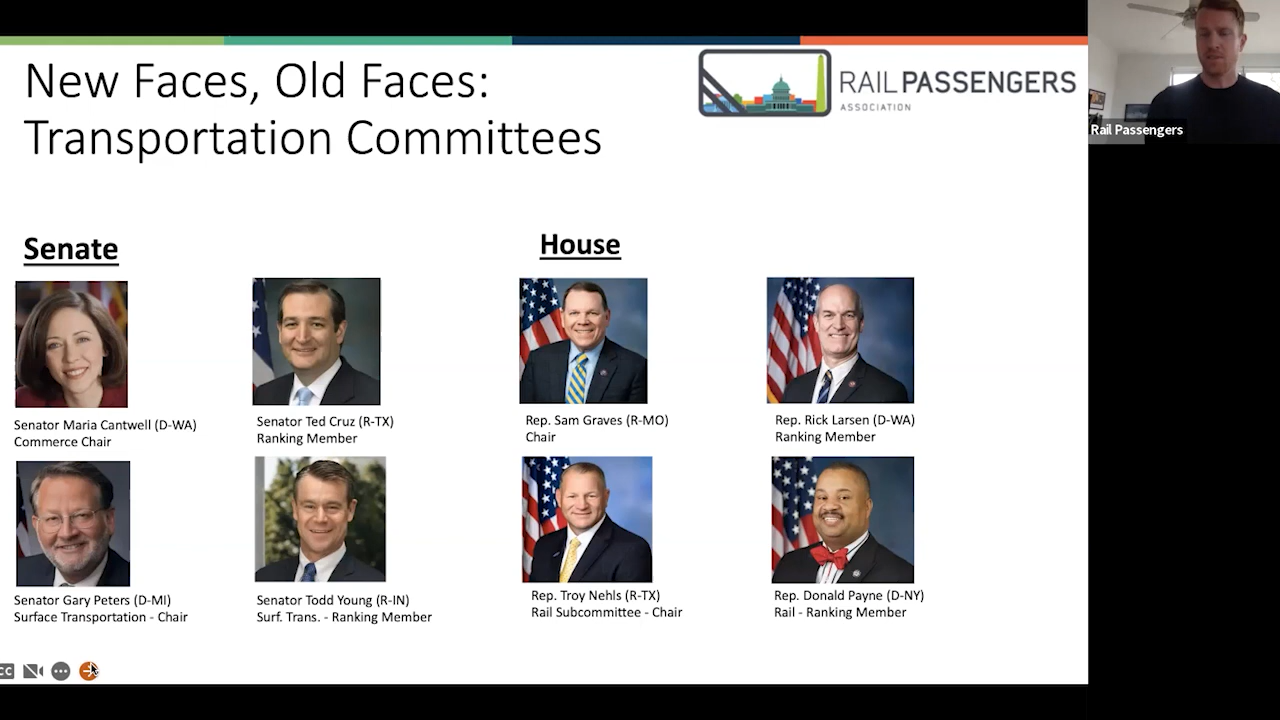 New Faces, Old Faces:
Transportation Committees
RAILPASSENGERS
ASSOCIATION
Rail Passengers
Senate
House
Senator Maria Cantwell (D-WA)
Commerce Chair
Senator Ted Cruz (R-TX)
Ranking Member
Rep. Sam Graves (R-MO)
Chair
Rep. Rick Larsen (D-WA)
Ranking Member
Senator Gary Peters (D-MI)
Surface Transportation - Chair
Senator Todd Young (R-IN)
Surf. Trans. - Ranking Member
Rep. Troy Nehls (R-TX)
Rail Subcommittee - Chair
Rep. Donald Payne (D-NY)
Rail - Ranking Member
CC